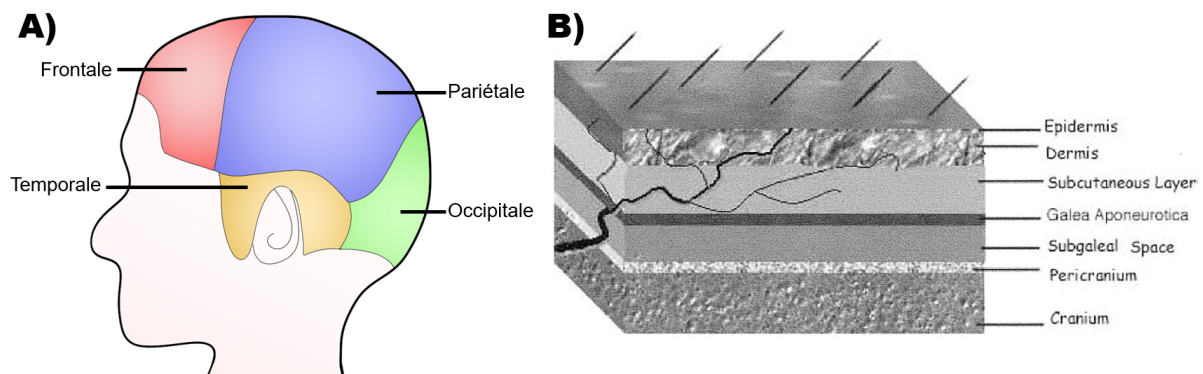 A)
Frontale
Pariétale
Temporale
Occipitale
B)
Epidermis
Dermis
Subcutaneous Layer
Galea Aponeurotica
Subgaleal Space
Pericranium
Cranium